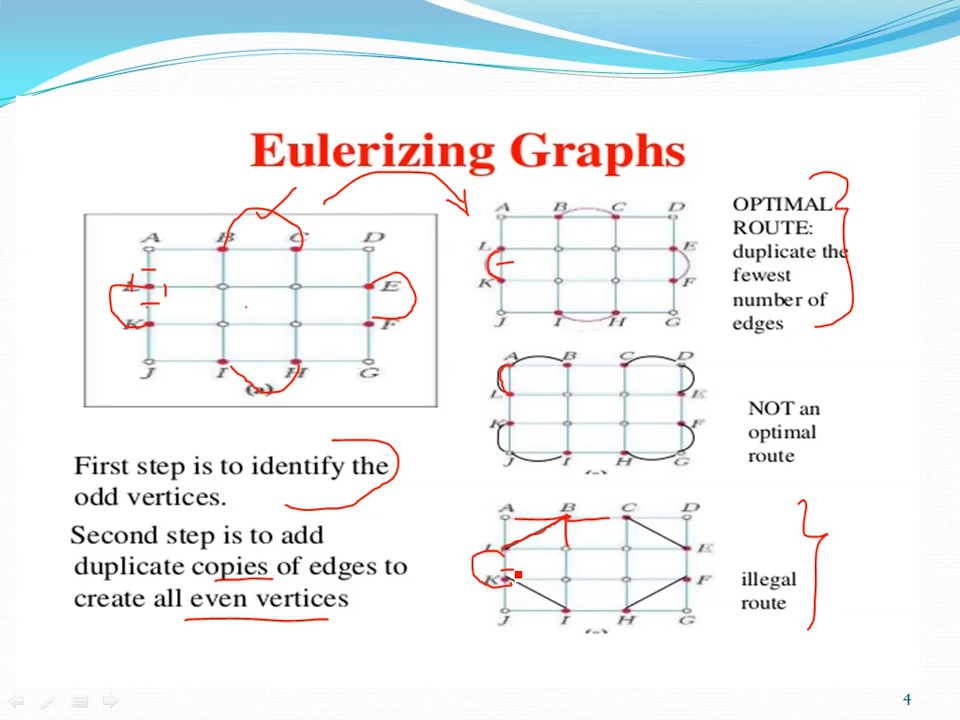 Eulerizing Graphs
A B C D
L E
K F
J I H G
(a)
First step is to identify the
odd vertices.
Second step is to add
duplicate copies of edges to
create all even vertices
A B C D
L E
K F
J I H G
OPTIMAL
ROUTE:
duplicate the
fewest
number of
edges
A B C D
L E
K F
J I H G
NOT an
optimal
route
A B C D
L E
K F
J I H G
illegal
route
4